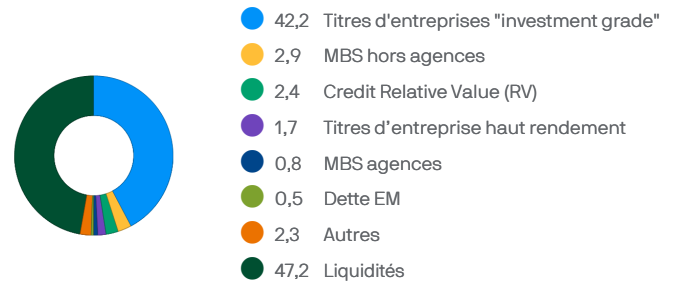 42,2 Titres d'entreprises "investment grade"
2,9 MBS hors agences
2,4 Credit Relative Value (RV)
1,7 Titres d’entreprise haut rendement
0,8 MBS agences
0,5 Dette EM
2,3 Autres
47,2 Liquidités